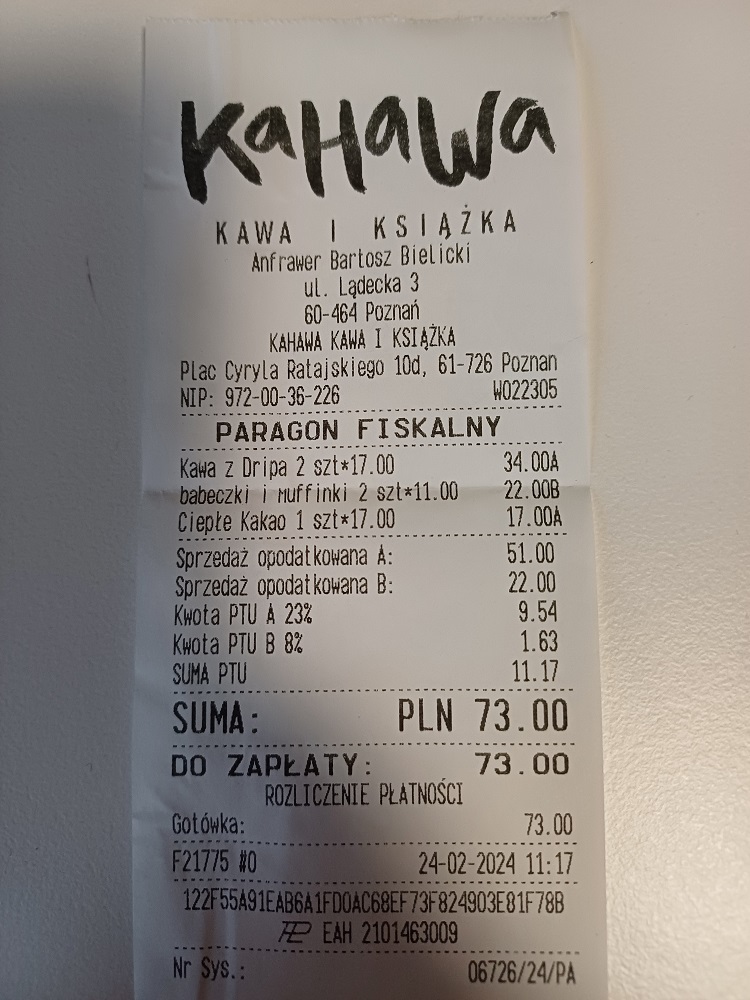 KaHaWa
KAWA I KSIĄŻKA
Anfrawer Bartosz Bielicki
ul. Lądecka 3
60-464 Poznań
KAHAWA KAWA I KSIĄŻKA
Plac Cyryla Ratajskiego 10d, 61-726 Poznan
NIP: 972-00-36-226 W022305
PARAGON FISKALNY
Kawa z Dripa 2 szt*17.00 34.00A
babeczki i muffinki 2 szt*11.00 22.00B
Ciepłe Kakao 1 szt*17.00 17.00A
Sprzedaż opodatkowana A: 51.00
Sprzedaż opodatkowana B: 22.00
Kwota PTU A 23% 9.54
Kwota PTU B 8% 1.63
SUMA PTU 11.17
SUMA: PLN 73.00
DO ZAPŁATY: 73.00
ROZLICZENIE PŁATNOŚCI
Gotówka: 73.00
F21775 #0 24-02-2024 11:17
122F55A91EAB6A1FD0AC68EF73F824903E81F78B
EAH 2101463009
Nr Sys.: 06726/24/PA